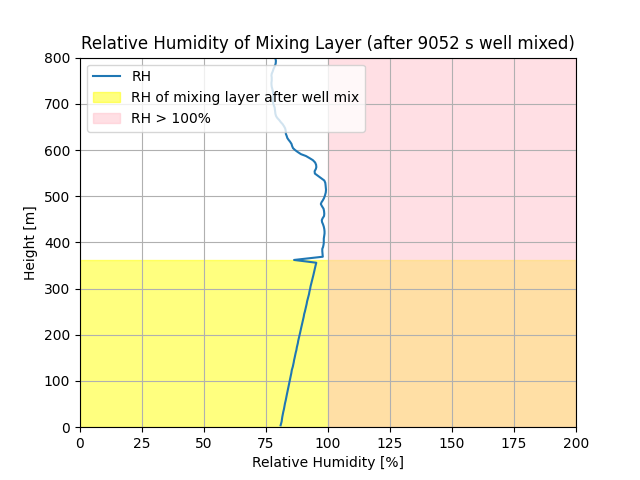 Relative Humidity of Mixing Layer (after 9052 s well mixed)
800
700
600
500
400
300
200
100
0
Height [m]
RH
RH of mixing layer after well mix
RH > 100%
0 25 50 75 100 125 150 175 200
Relative Humidity [%]